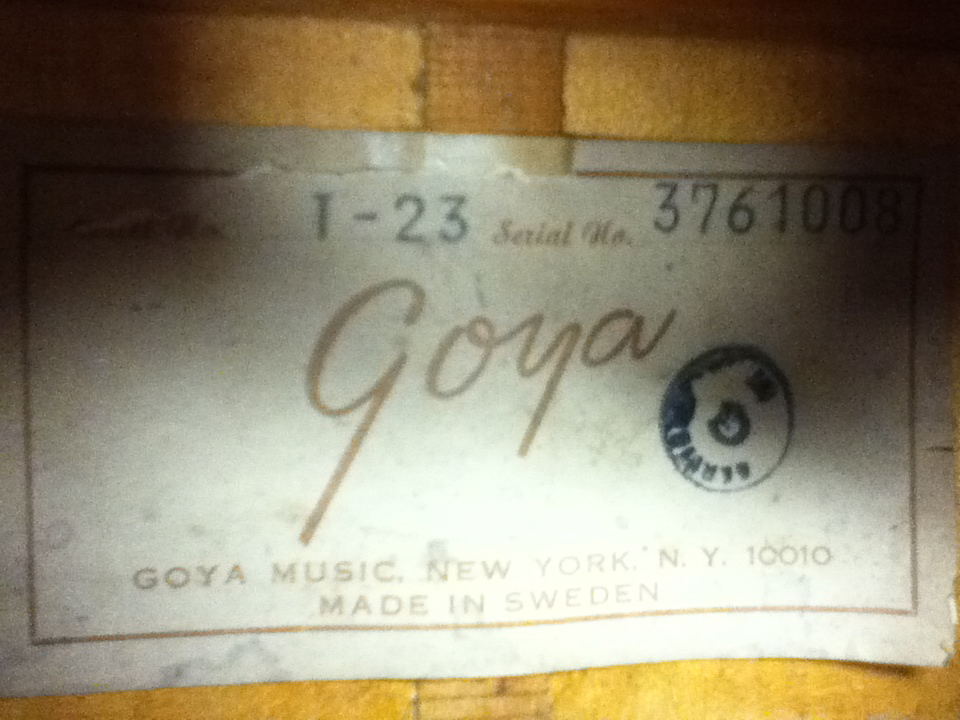 T-23 Serial No. 3761008
Goya
GOYA MUSIC. NEW YORK. N. Y. 10010
MADE IN SWEDEN